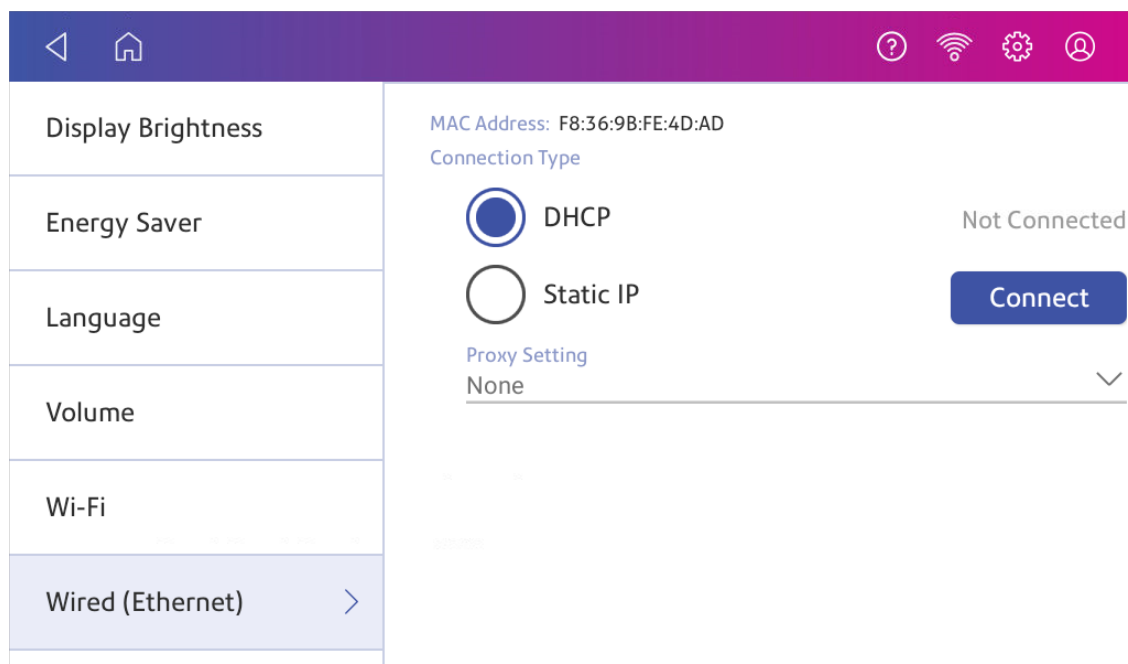 Display Brightness
Energy Saver
Language
Volume
Wi-Fi
Wired (Ethernet)
MAC Address: F8:36:9B:FE:4D:AD
Connection Type
DHCP
Not Connected
Static IP
Connect
Proxy Setting
None